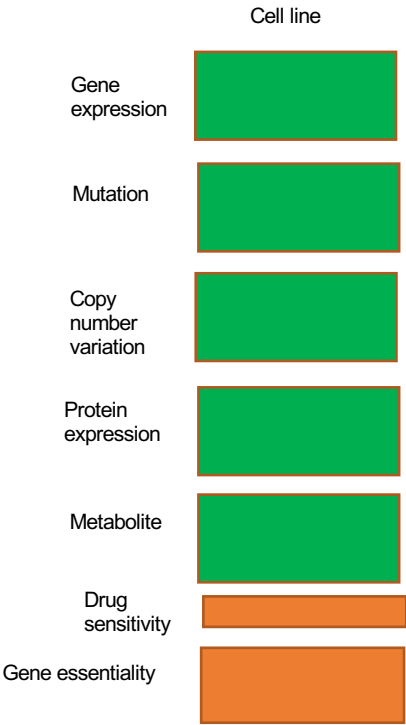 Cell line
Gene
expression
Mutation
Copy
number
variation
Protein
expression
Metabolite
Drug
sensitivity
Gene essentiality